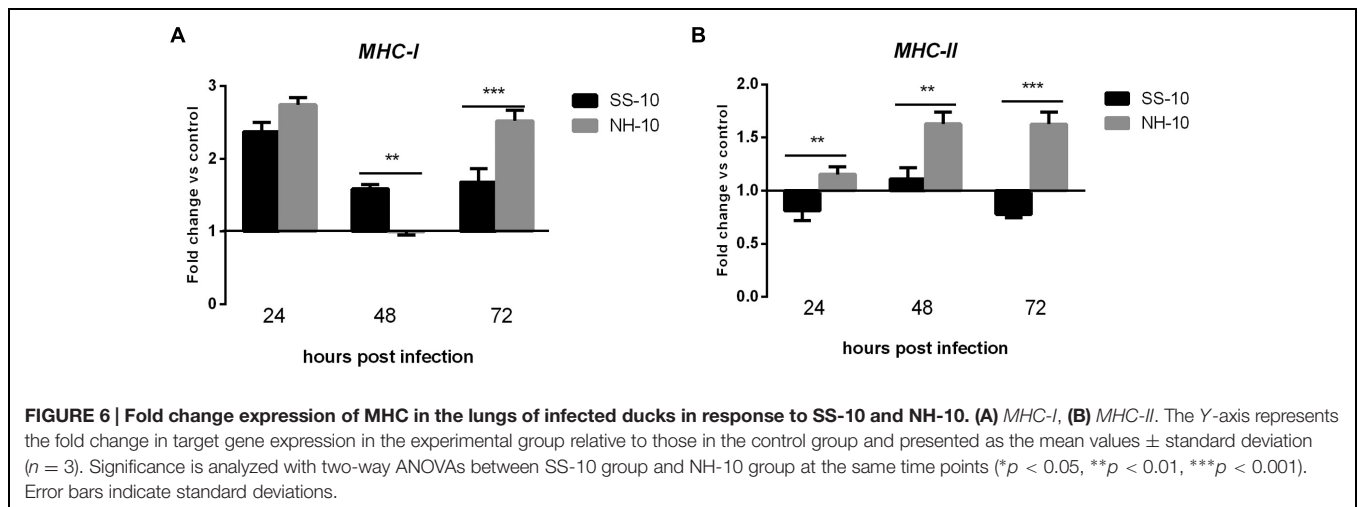 A
MHC-I
Fold change vs control
3
2
1
0
**
***
SS-10
NH-10
24 48 72
hours post infection
B
MHC-II
Fold change vs control
2.0
1.5
1.0
0.5
0.0
**
**
***
SS-10
NH-10
24 48 72
hours post infection
FIGURE 6 | Fold change expression of MHC in the lungs of infected ducks in response to SS-10 and NH-10. (A) MHC-I, (B) MHC-II. The Y-axis represents
the fold change in target gene expression in the experimental group relative to those in the control group and presented as the mean values ± standard deviation
(n = 3). Significance is analyzed with two-way ANOVAs between SS-10 group and NH-10 group at the same time points (*p < 0.05, **p < 0.01, ***p < 0.001).
Error bars indicate standard deviations.